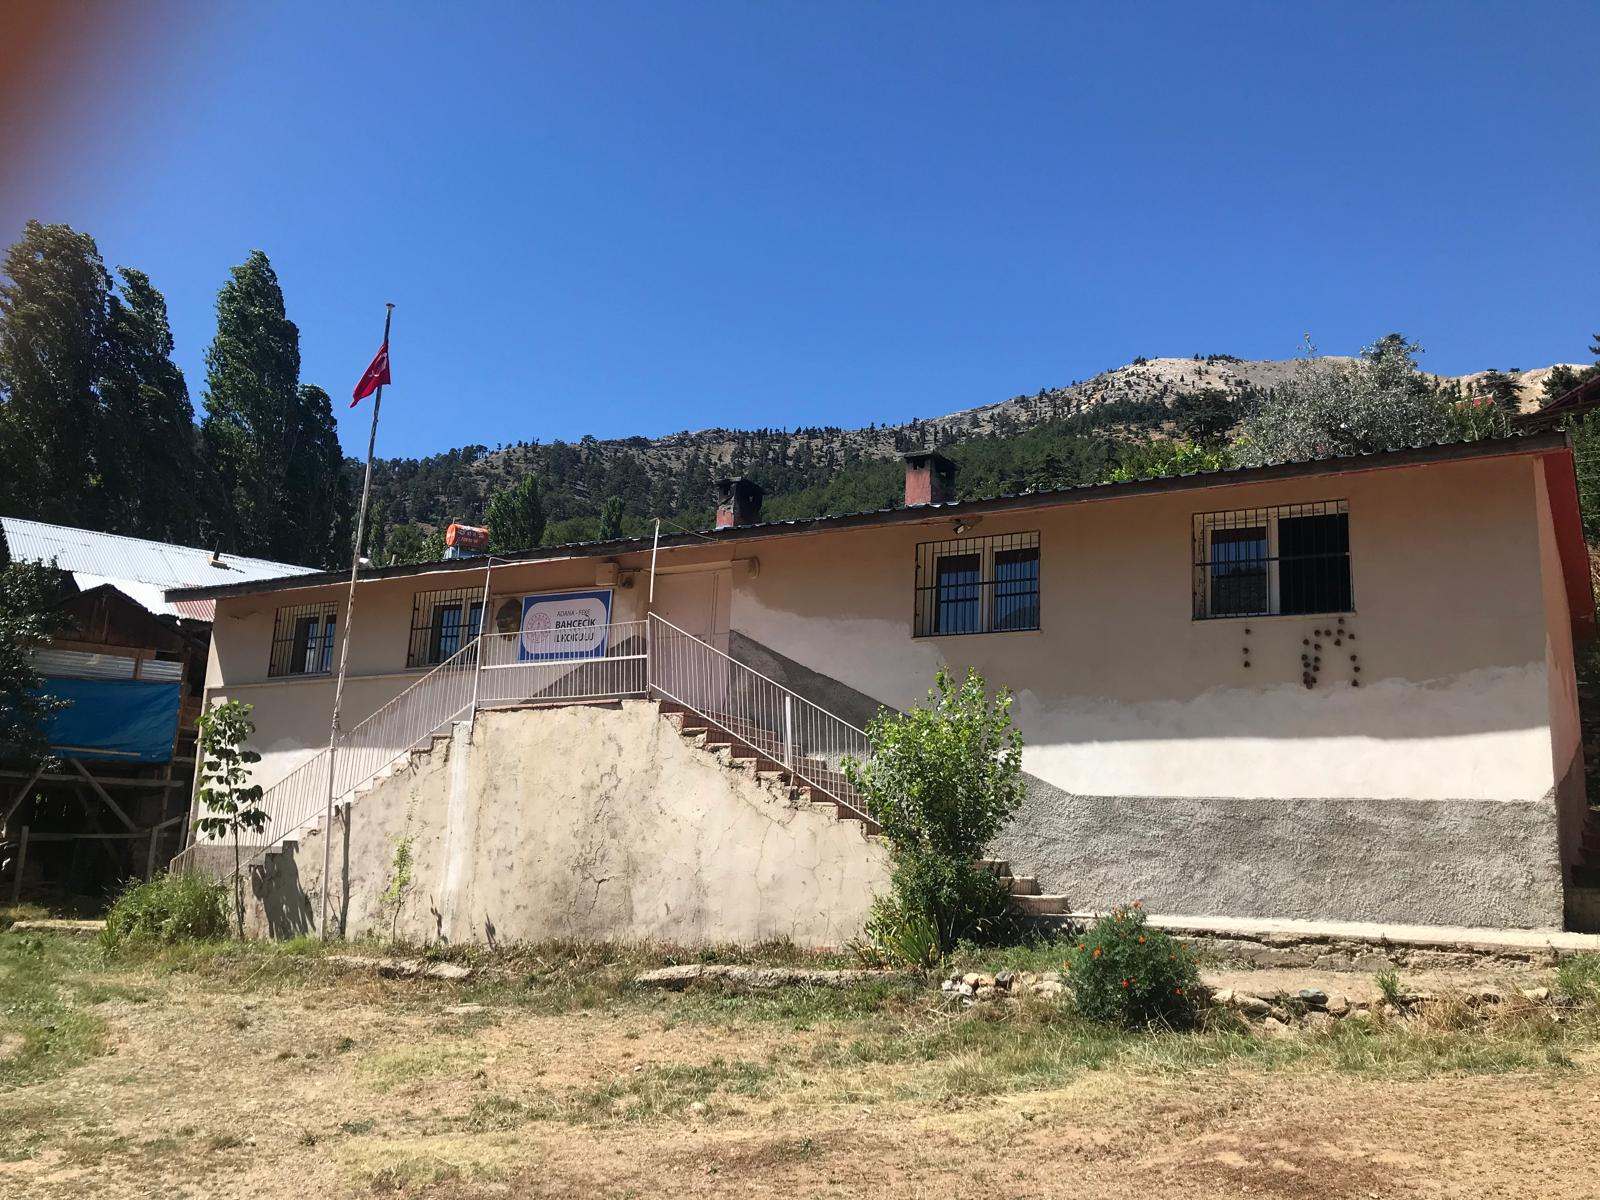 ADANA - FEKE
BAHÇECİK
İLKOKULU